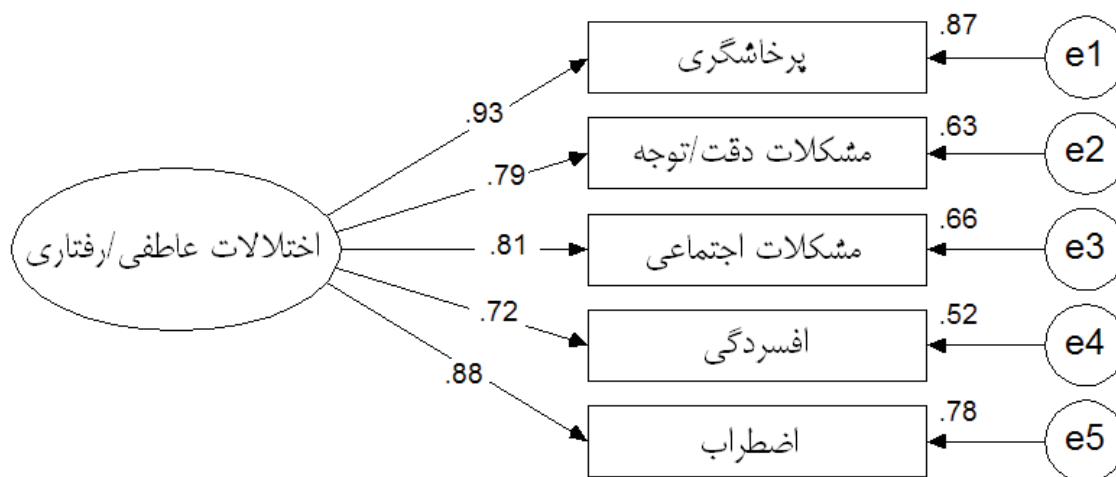 .87
پرخاشگری
e1
.93
.63
مشکلات دقت/توجه
e2
.79
اختلالات عاطفی/رفتاری
.66
مشکلات اجتماعی
e3
.81
.52
افسردگی
e4
.72
.78
اضطراب
e5
.88